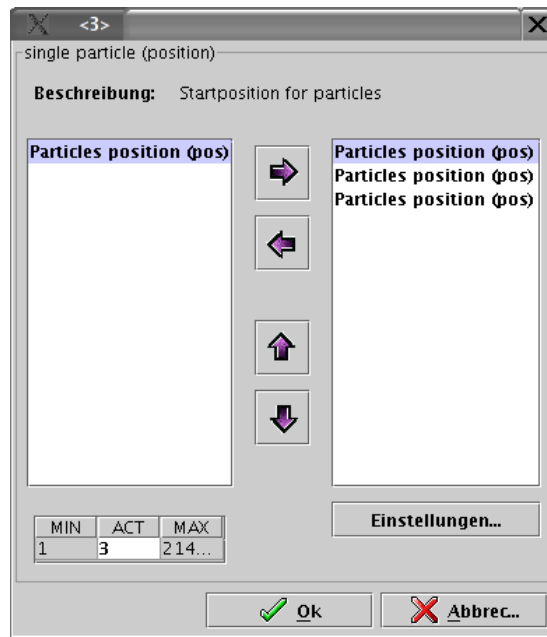 <3>
single particle (position)
Beschreibung: Startposition for particles
Particles position (pos)
Particles position (pos)
Particles position (pos)
Particles position (pos)
Einstellungen...
MIN ACT MAX
1 3 214...
Ok
Abbrec...